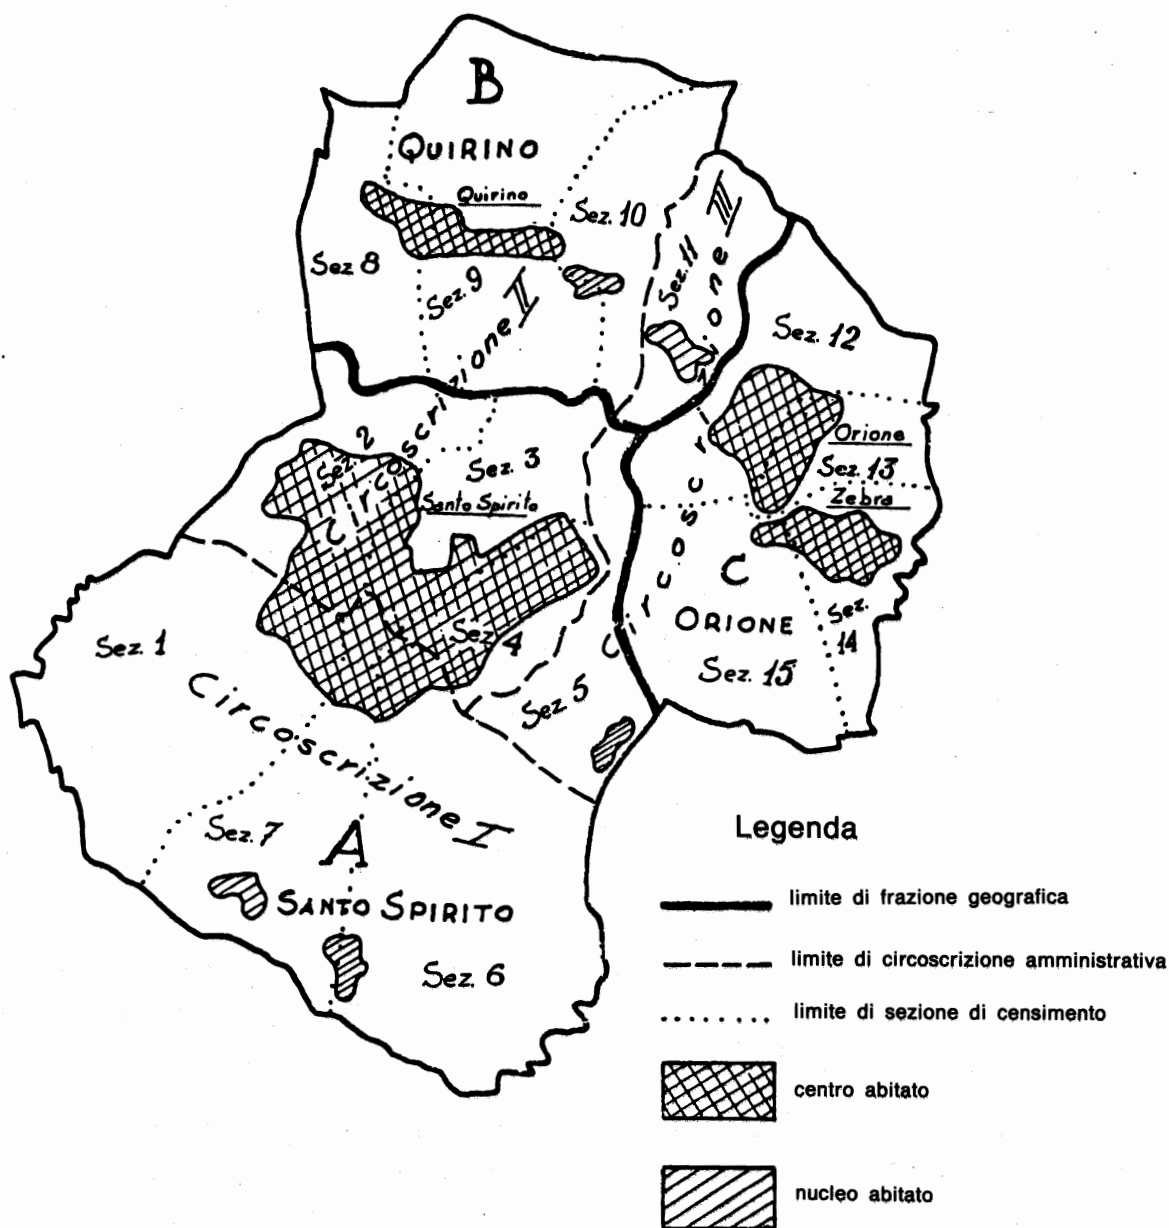 B
QUIRINO
Quirino
Sez. 10
Sez 8
Sez. 9
Sez. 11
Circoscrizione II
Circoscrizione III
Sez. 12
Orione
Sez. 13
Zebra
Sez. 2
Sez. 3
Santo Spirito
Sez 4
C
ORIONE
Sez. 14
Sez. 15
Sez. 1
Sez 5
Circoscrizione I
Sez. 7
A
SANTO SPIRITO
Sez. 6
Legenda
limite di frazione geografica
limite di circoscrizione amministrativa
limite di sezione di censimento
centro abitato
nucleo abitato